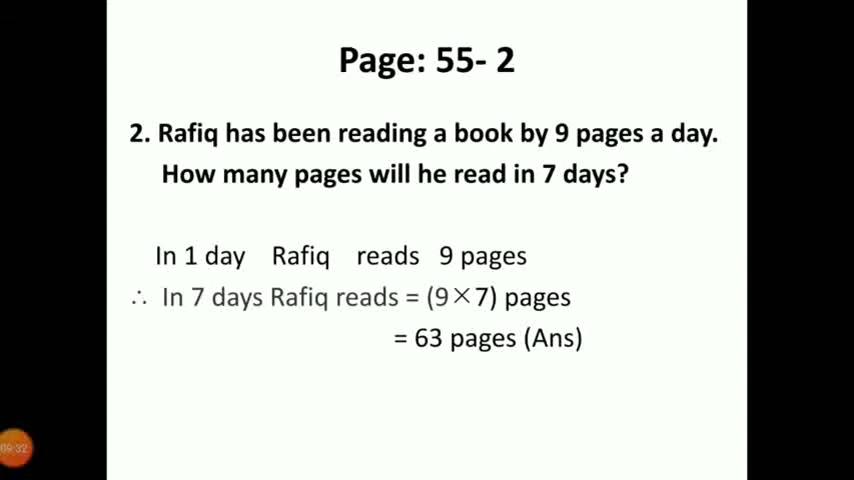 Page: 55- 2
2. Rafiq has been reading a book by 9 pages a day.
How many pages will he read in 7 days?
In 1 day Rafiq reads 9 pages
∴ In 7 days Rafiq reads = (9×7) pages
= 63 pages (Ans)
09:32